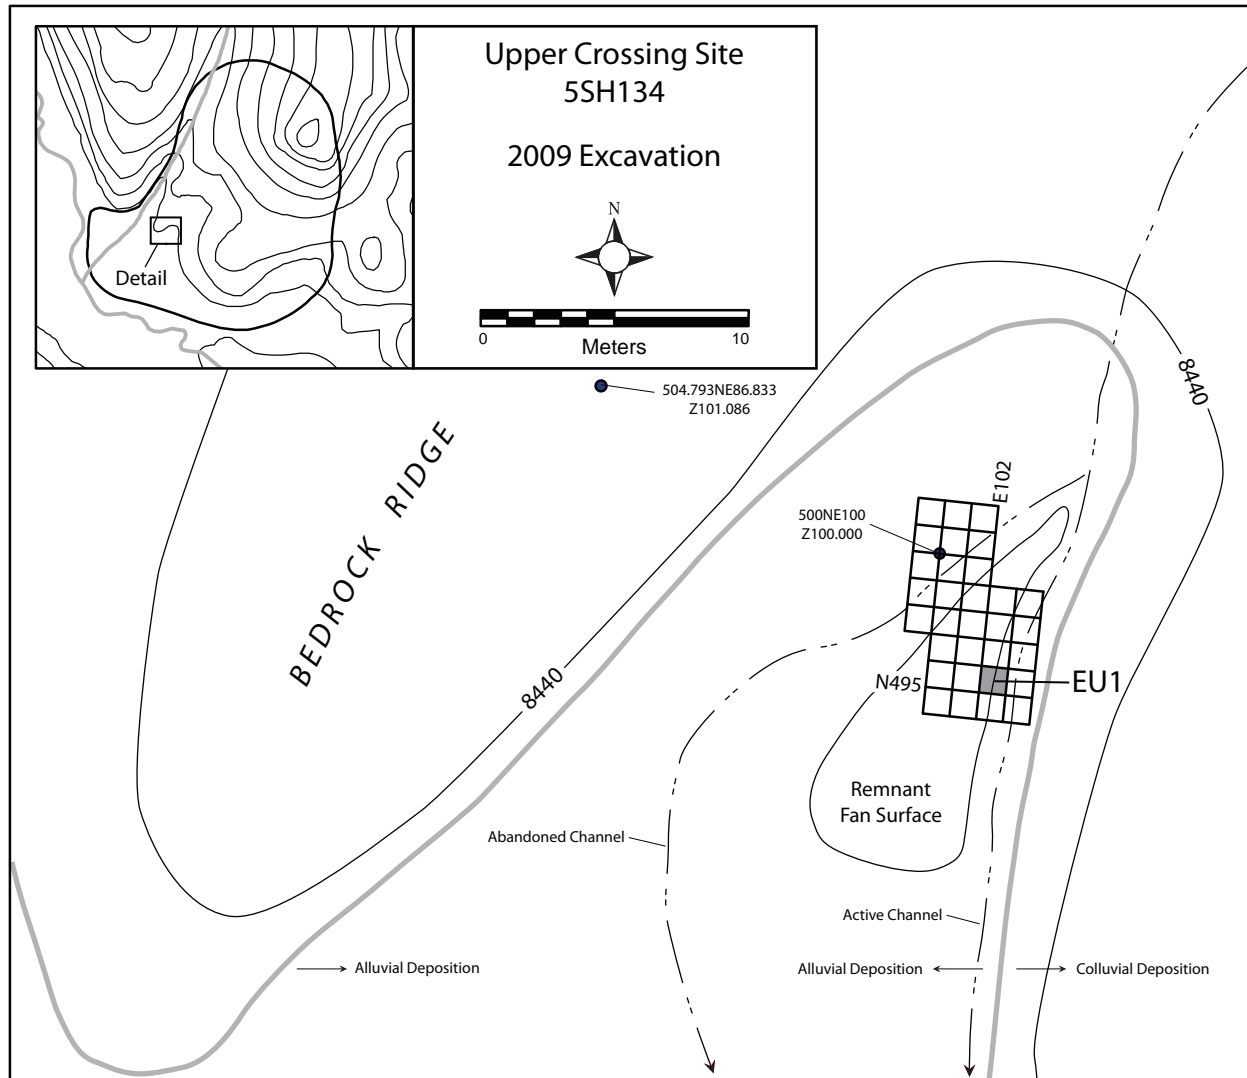 Upper Crossing Site
5SH134
2009 Excavation
N
0
10
Meters
Detail
504.793NE86.833
Z101.086
BEDROCK RIDGE
8440
8440
E102
500NE100
Z100.000
N495
EU1
Remnant
Fan Surface
Abandoned Channel
Active Channel
Alluvial Deposition
Alluvial Deposition
Colluvial Deposition